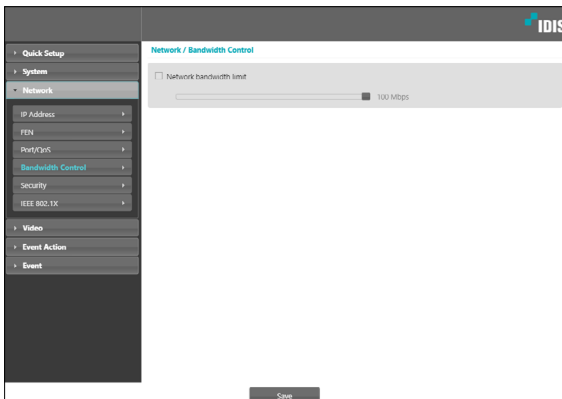 IDIS
Quick Setup
System
Network
IP Address
FEN
Port/QoS
Bandwidth Control
Security
IEEE 802.1X
Video
Event Action
Event
Network / Bandwidth Control
Network bandwidth limit
100 Mbps
Save